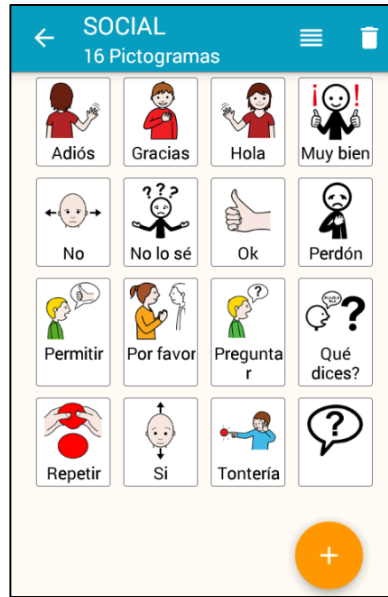 SOCIAL
16 Pictogramas
Adiós
Gracias
Hola
Muy bien
No
No lo sé
Ok
Perdón
Permitir
Por favor
Pregunta
r
Qué
dices?
Repetir
Si
Tontería